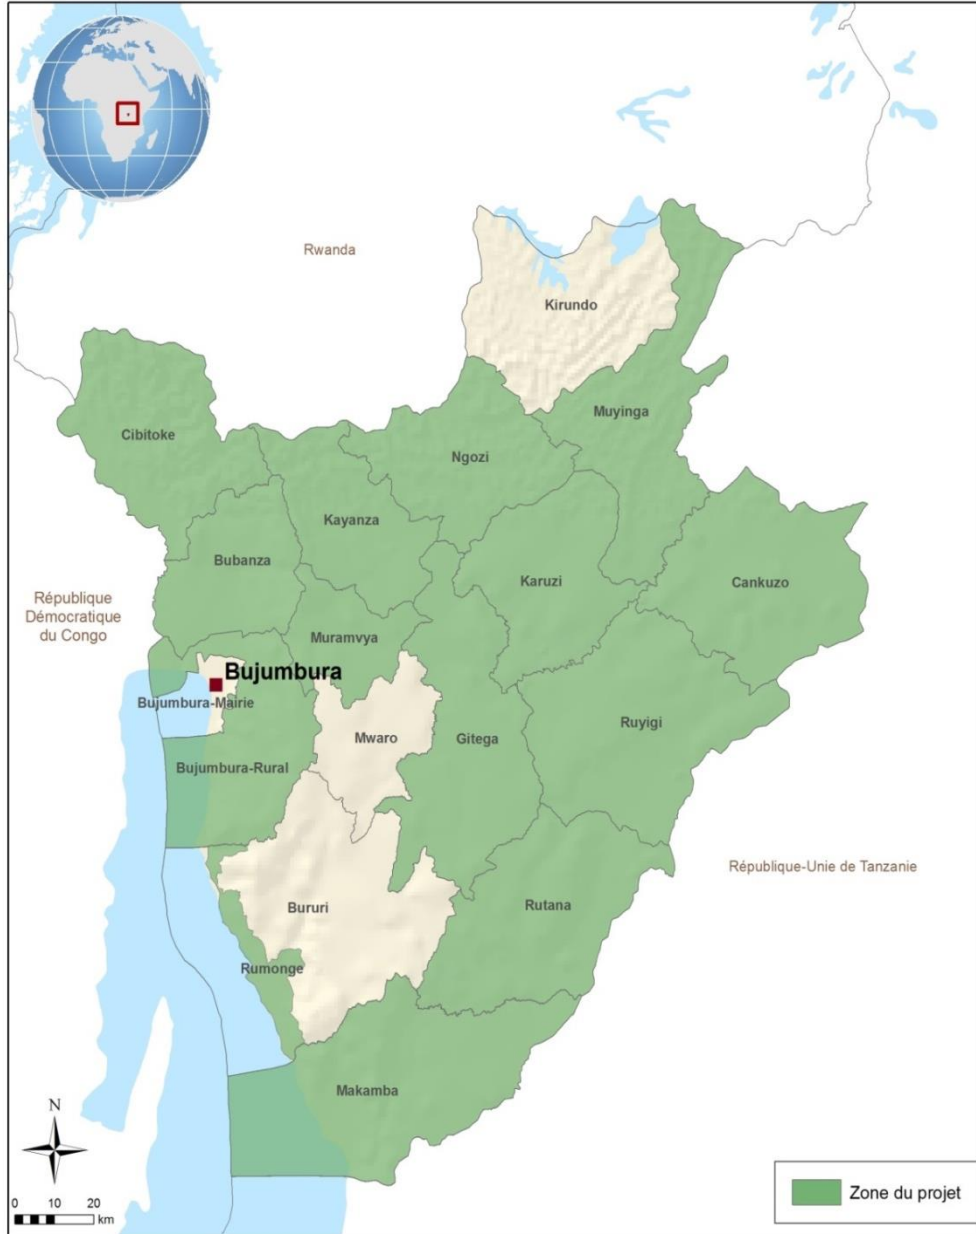 Rwanda
Kirundo
Muyinga
Cibitoke
Ngozi
Kayanza
Bubanza
Karuzi
Cankuzo
République
Démocratique
du Congo
Muramvya
Bujumbura
Bujumbura-Mairie
Ruyigi
Mwaro
Gitega
Bujumbura-Rural
République-Unie de Tanzanie
Rutana
Bururi
Rumonge
Makamba
N
0 10 20
km
Zone du projet